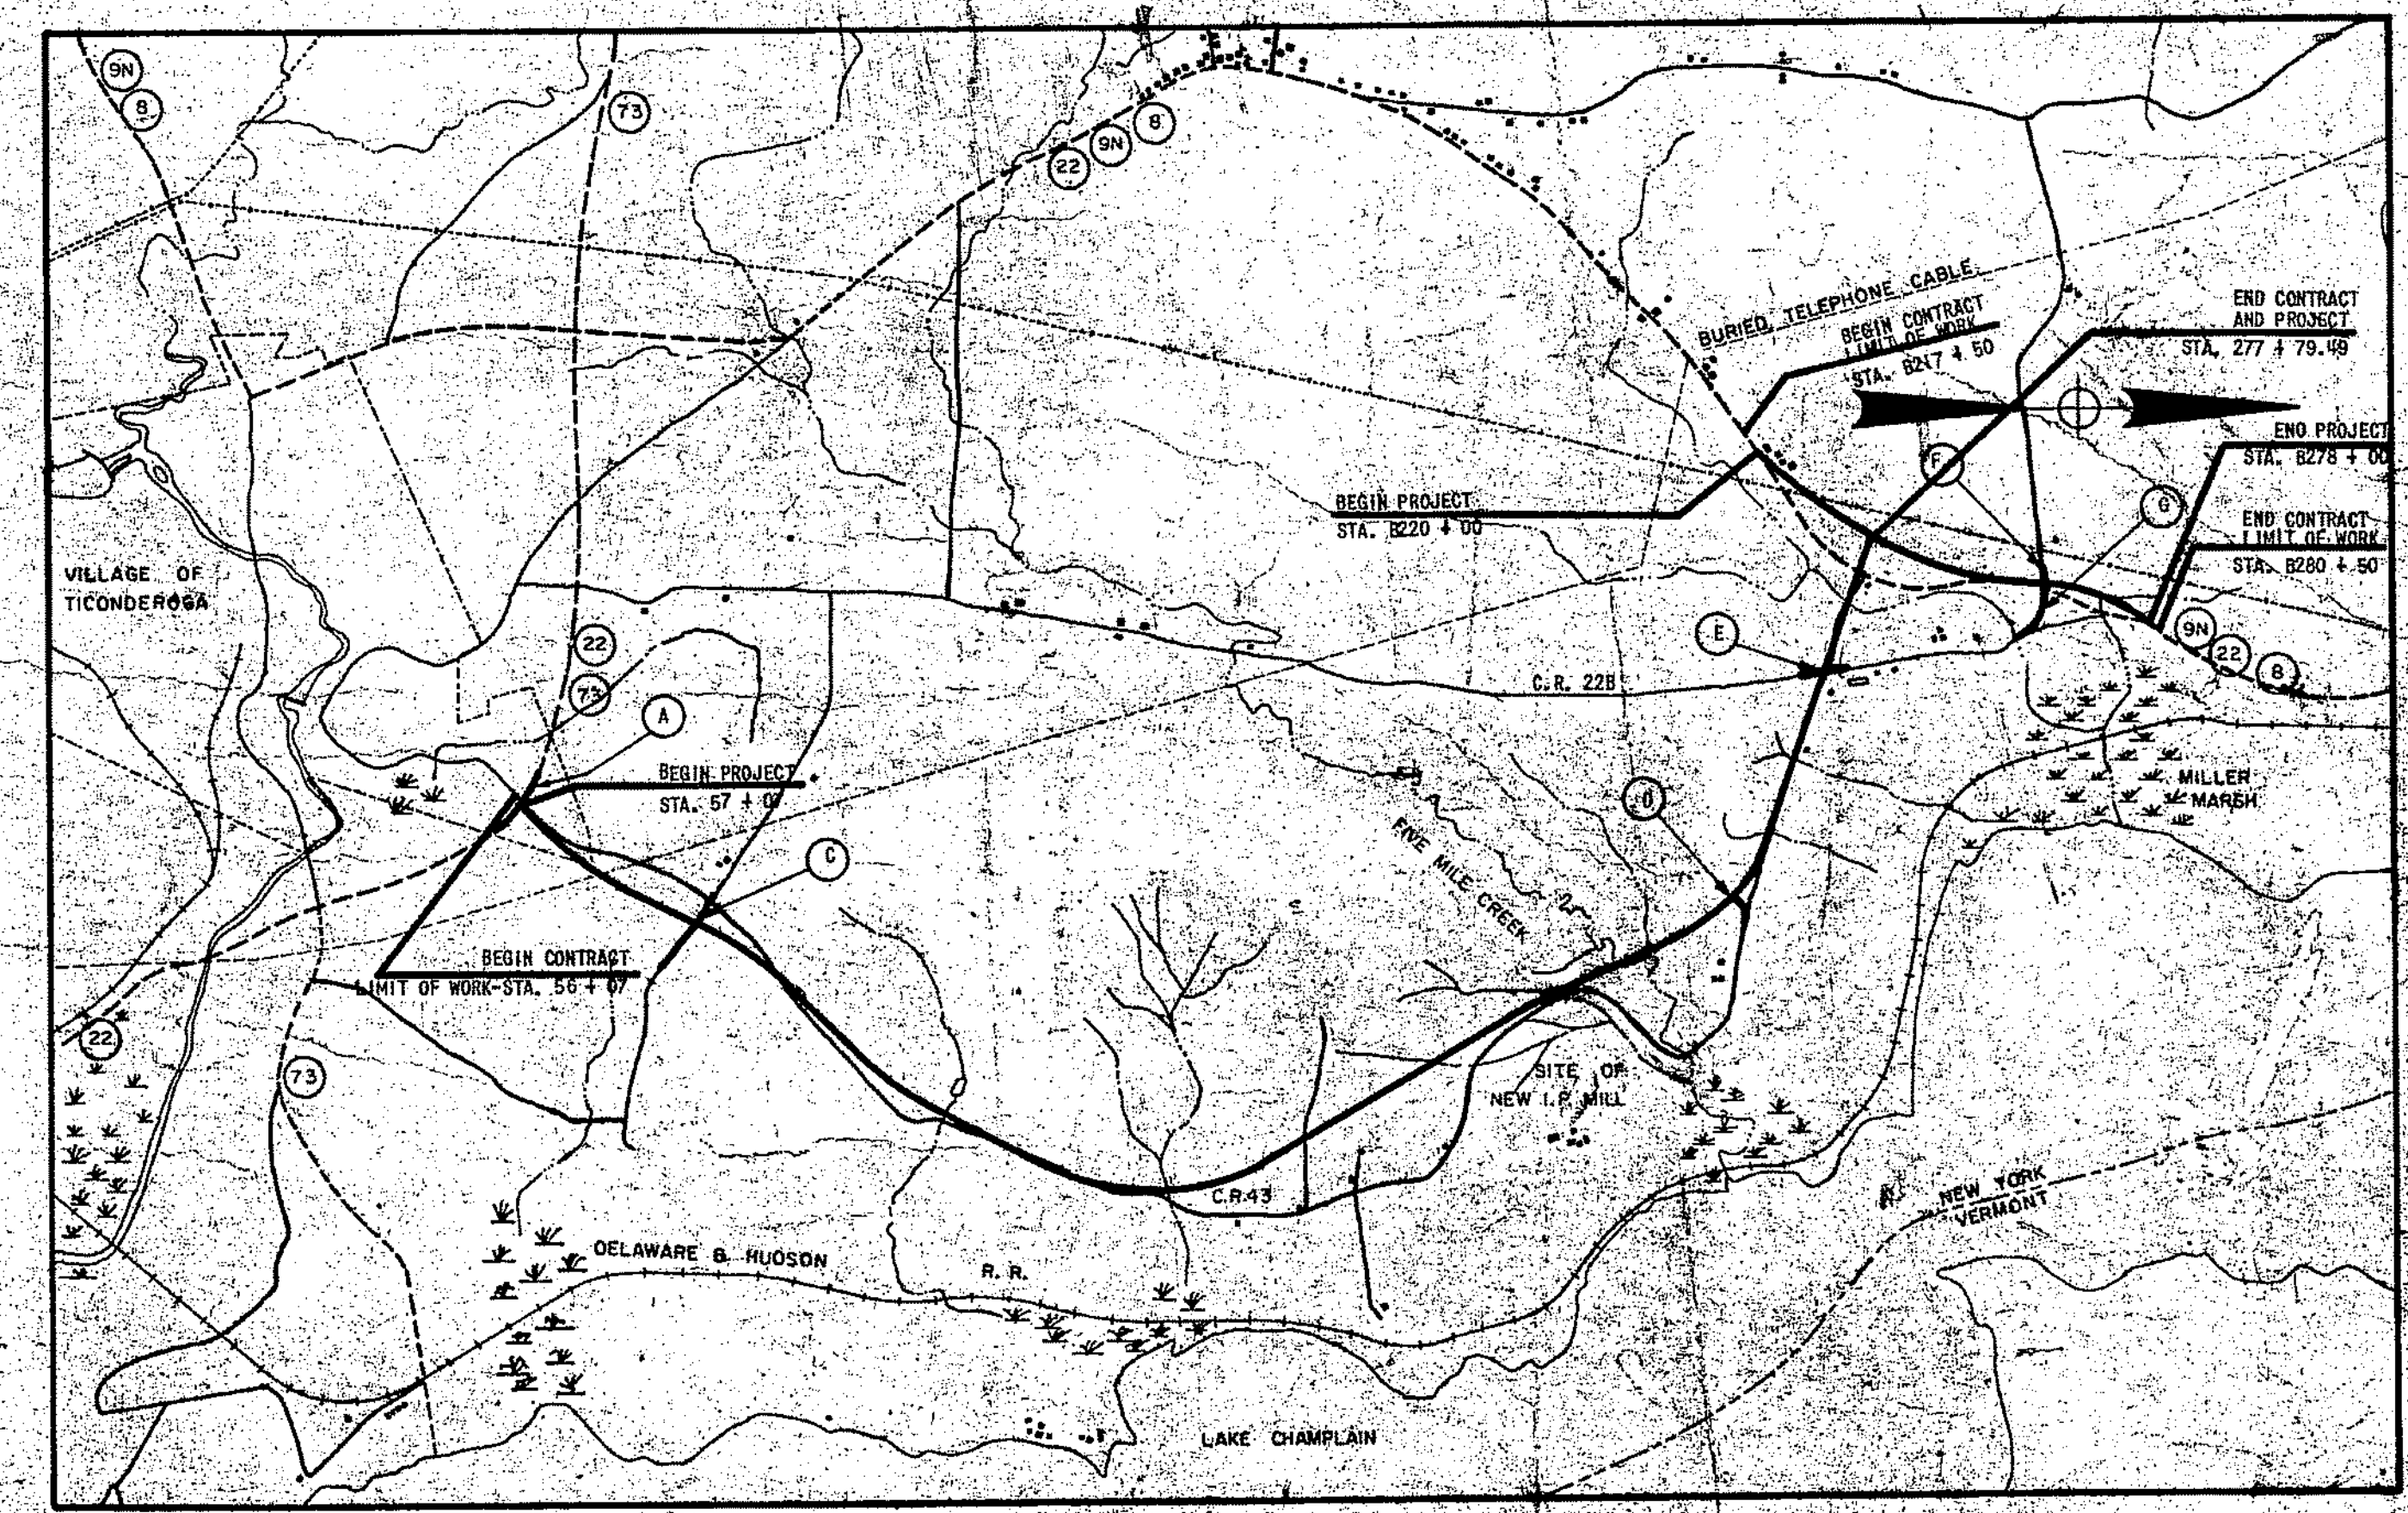 9N
8
73
22
9N
8
BURIED TELEPHONE CABLE
BEGIN CONTRACT
LIMIT OF WORK
STA. B217 + 50
END CONTRACT
AND PROJECT
STA. 277 + 79.49
F
END PROJECT
STA. B278 + 00
G
BEGIN PROJECT
STA. B220 + 00
END CONTRACT
LIMIT OF WORK
STA. B280 + 50
VILLAGE OF
TICONDEROGA
22
73
A
E
9N
22
8
C.R. 22B
BEGIN PROJECT
STA. 57 + 07
D
MILLER
MARSH
C
FIVE MILE CREEK
BEGIN CONTRACT
LIMIT OF WORK-STA. 56 + 07
22
73
SITE OF
NEW I.P. MILL
C.R.43
NEW YORK
VERMONT
DELAWARE & HUDSON
R. R.
LAKE CHAMPLAIN